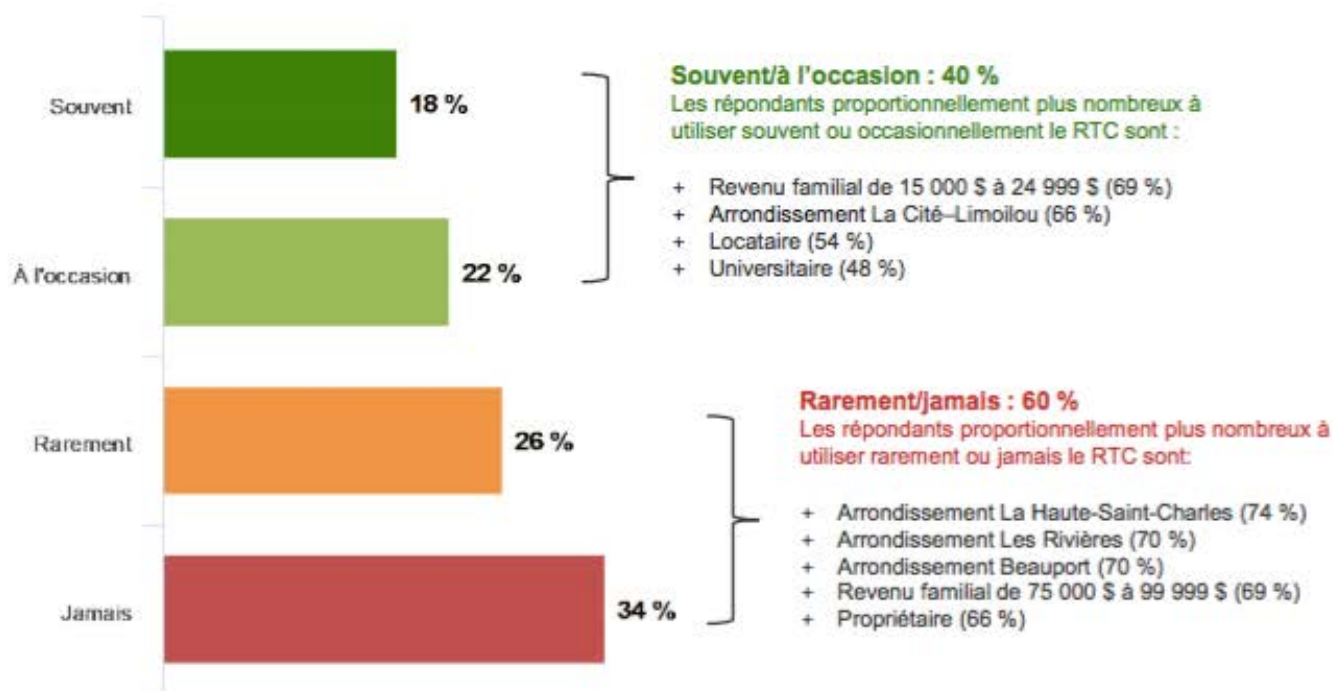 Souvent
18 %
À l'occasion
22 %
Souvent/à l'occasion : 40 %
Les répondants proportionnellement plus nombreux à
utiliser souvent ou occasionnellement le RTC sont :
+ Revenu familial de 15 000 $ à 24 999 $ (69 %)
+ Arrondissement La Cité–Limoilou (66 %)
+ Locataire (54 %)
+ Universitaire (48 %)
Rarement
26 %
Jamais
34 %
Rarement/jamais : 60 %
Les répondants proportionnellement plus nombreux à
utiliser rarement ou jamais le RTC sont:
+ Arrondissement La Haute-Saint-Charles (74 %)
+ Arrondissement Les Rivières (70 %)
+ Arrondissement Beauport (70 %)
+ Revenu familial de 75 000 $ à 99 999 $ (69 %)
+ Propriétaire (66 %)